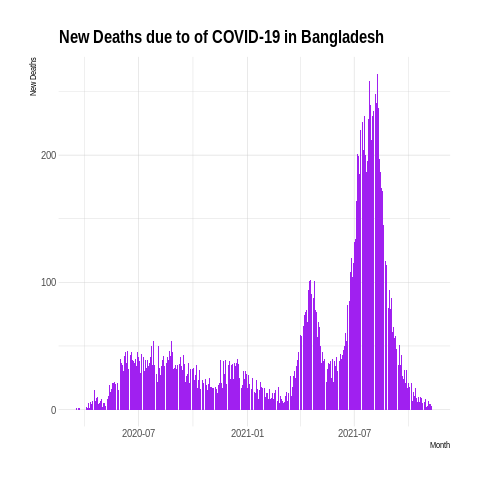 New Deaths due to of COVID-19 in Bangladesh
New Deaths
200
100
0
2020-07 2021-01 2021-07
Month